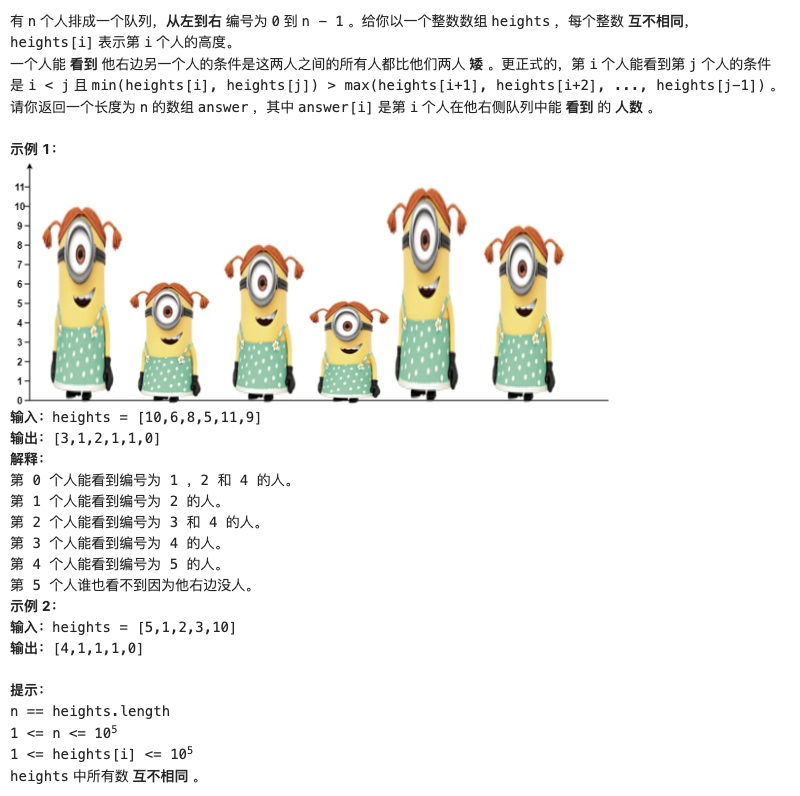 有 n 个人排成一个队列，从左到右 编号为 0 到 n - 1 。给你以一个整数数组 heights ，每个整数 互不相同，
heights[i] 表示第 i 个人的高度。
一个人能 看到 他右边另一个人的条件是这两人之间的所有人都比他们两人 矮 。更正式的，第 i 个人能看到第 j 个人的条件
是 i < j 且 min(heights[i], heights[j]) > max(heights[i+1], heights[i+2], ..., heights[j-1]) 。
请你返回一个长度为 n 的数组 answer ，其中 answer[i] 是第 i 个人在他右侧队列中能 看到 的 人数 。
示例 1：
11
10
9
8
7
6
5
4
3
2
1
0
输入：heights = [10,6,8,5,11,9]
输出：[3,1,2,1,1,0]
解释：
第 0 个人能看到编号为 1 ，2 和 4 的人。
第 1 个人能看到编号为 2 的人。
第 2 个人能看到编号为 3 和 4 的人。
第 3 个人能看到编号为 4 的人。
第 4 个人能看到编号为 5 的人。
第 5 个人谁也看不到因为他右边没人。
示例 2：
输入：heights = [5,1,2,3,10]
输出：[4,1,1,1,0]
提示：
n == heights.length
1 <= n <= 10⁵
1 <= heights[i] <= 10⁵
heights 中所有数 互不相同 。